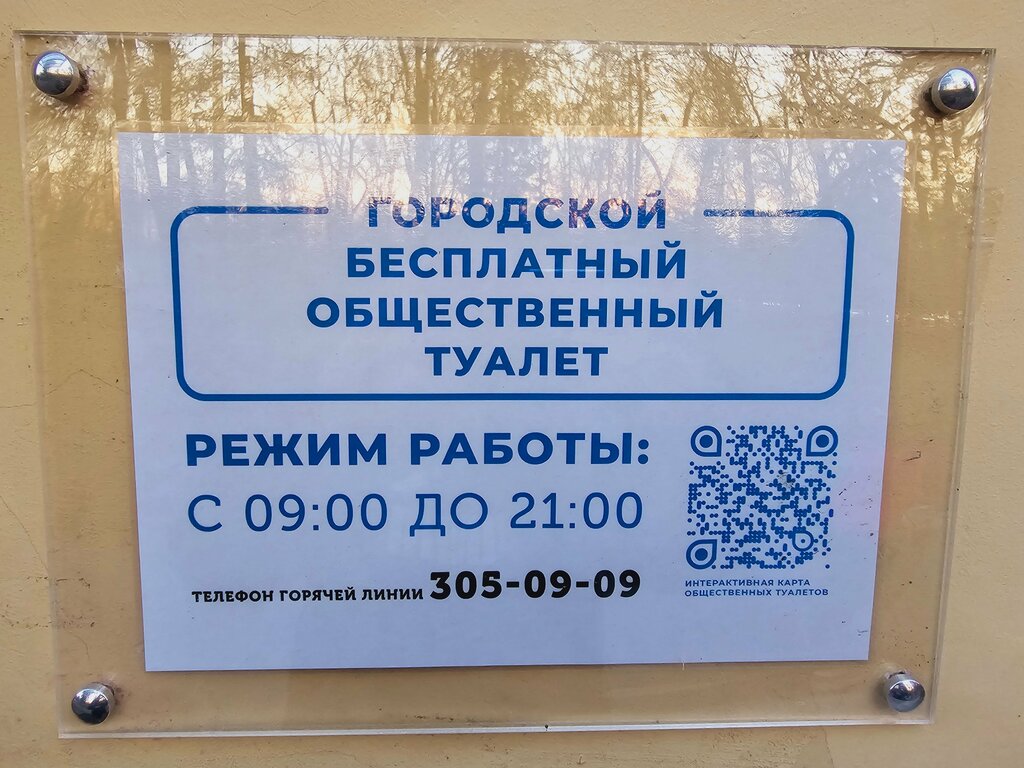 ГОРОДСКОЙ
БЕСПЛАТНЫЙ
ОБЩЕСТВЕННЫЙ
ТУАЛЕТ
РЕЖИМ РАБОТЫ:
С 09:00 ДО 21:00
ТЕЛЕФОН ГОРЯЧЕЙ ЛИНИИ 305-09-09
ИНТЕРАКТИВНАЯ КАРТА
ОБЩЕСТВЕННЫХ ТУАЛЕТОВ